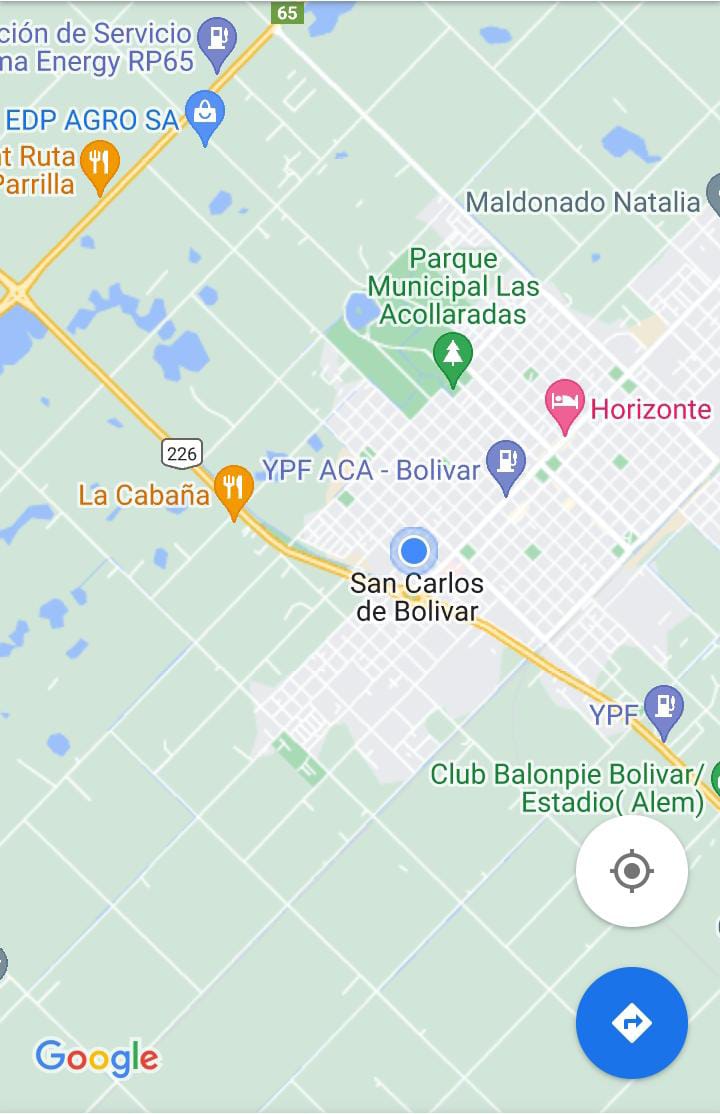 65
ción de Servicio
ma Energy RP65
EDP AGRO SA
t Ruta
Parrilla
Maldonado Natalia
Parque
Municipal Las
Acollaradas
Horizonte
226
YPF ACA - Bolivar
La Cabaña
San Carlos
de Bolivar
YPF
Club Balonpie Bolivar/
Estadio( Alem)
Google